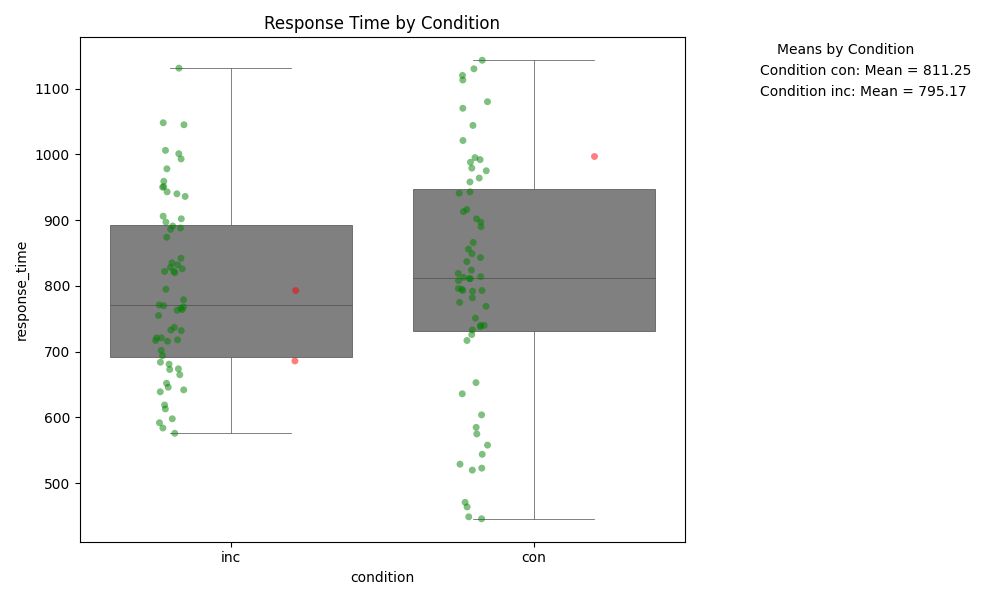 Response Time by Condition
Means by Condition
Condition con: Mean = 811.25
Condition inc: Mean = 795.17
response_time
1100
1000
900
800
700
600
500
inc
con
condition